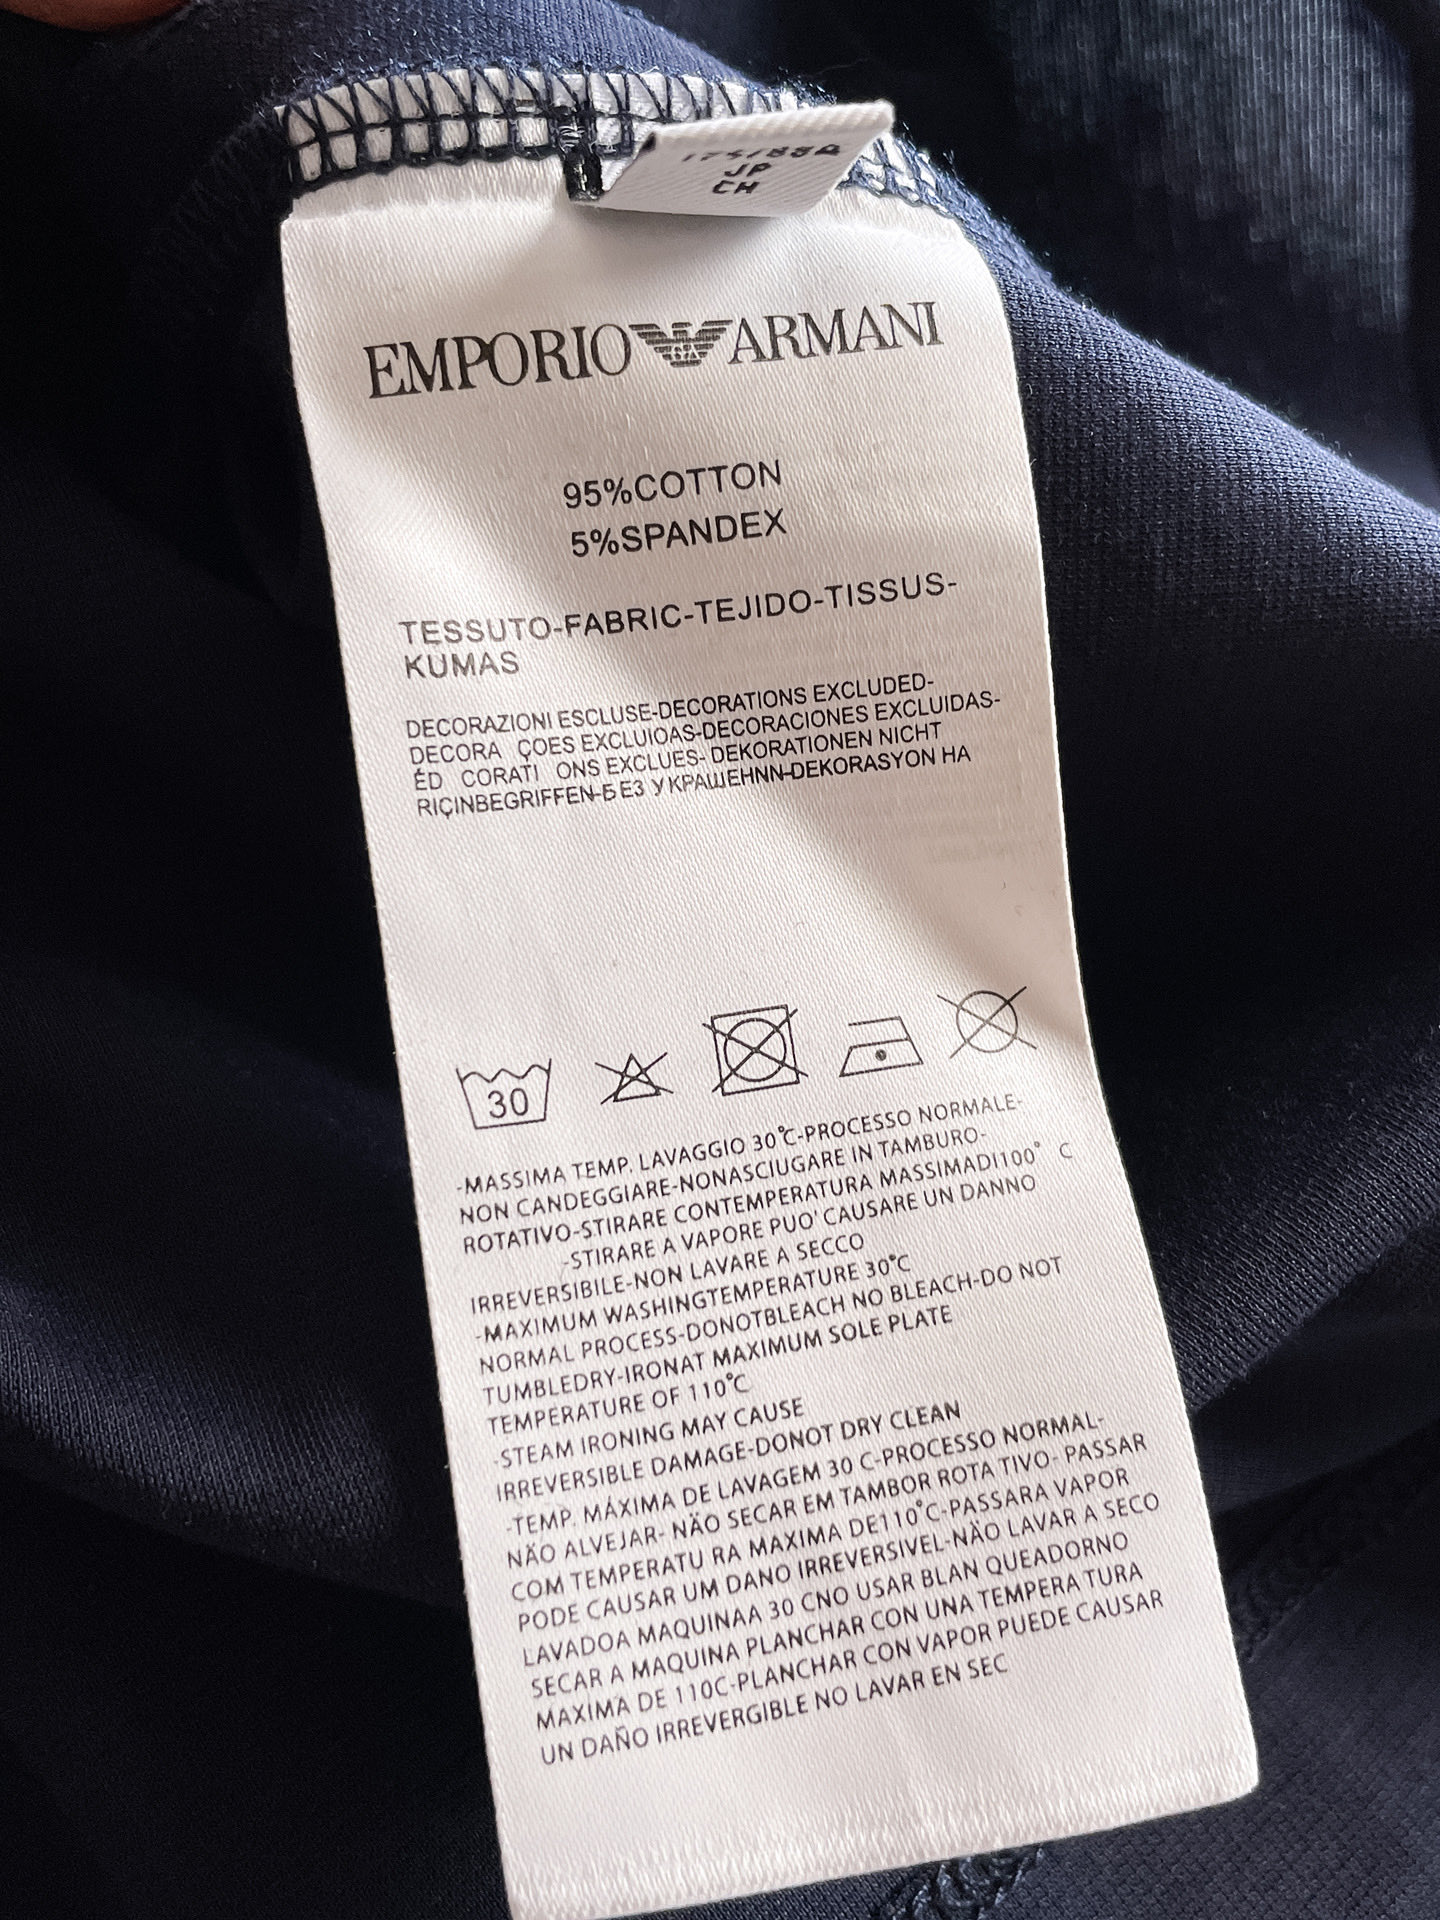 175/88A
JP
CH
EMPORIO ARMANI
95%COTTON
5%SPANDEX
TESSUTO-FABRIC-TEJIDO-TISSUS-
KUMAS
DECORAZIONI ESCLUSE-DECORATIONS EXCLUDED-
DECORA ÇOES EXCLUIOAS-DECORACIONES EXCLUIDAS-
ÉD CORATI ONS EXCLUES- DEKORATIONEN NICHT
RIÇINBEGRIFFEN-БЕЗ УКРАШЕНNN-DEKORASYON HA
30
-MASSIMA TEMP. LAVAGGIO 30°C-PROCESSO NORMALE-
NON CANDEGGIARE-NONASCIUGARE IN TAMBURO-
ROTATIVO-STIRARE CONTEMPERATURA MASSIMADI100° C
-STIRARE A VAPORE PUO' CAUSARE UN DANNO
IRREVERSIBILE-NON LAVARE A SECCO
-MAXIMUM WASHINGTEMPERATURE 30°C
NORMAL PROCESS-DONOTBLEACH NO BLEACH-DO NOT
TUMBLEDRY-IRONAT MAXIMUM SOLE PLATE
TEMPERATURE OF 110°C
-STEAM IRONING MAY CAUSE
IRREVERSIBLE DAMAGE-DONOT DRY CLEAN
-TEMP. MÁXIMA DE LAVAGEM 30 C-PROCESSO NORMAL-
NÃO ALVEJAR- NÃO SECAR EM TAMBOR ROTA TIVO- PASSAR
COM TEMPERATU RA MAXIMA DE110°C-PASSARA VAPOR
PODE CAUSAR UM DANO IRREVERSIVEL-NÃO LAVAR A SECO
LAVADOA MAQUINAA 30 CNO USAR BLAN QUEADORNO
SECAR A MAQUINA PLANCHAR CON UNA TEMPERA TURA
MAXIMA DE 110C-PLANCHAR CON VAPOR PUEDE CAUSAR
UN DAÑO IRREVERGIBLE NO LAVAR EN SEC